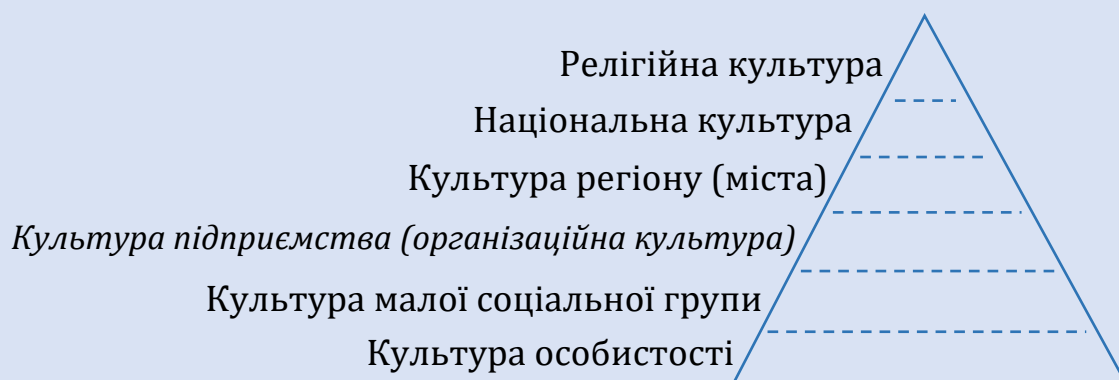 Релігійна культура
Національна культура
Культура регіону (міста)
Культура підприємства (організаційна культура)
Культура малої соціальної групи
Культура особистості